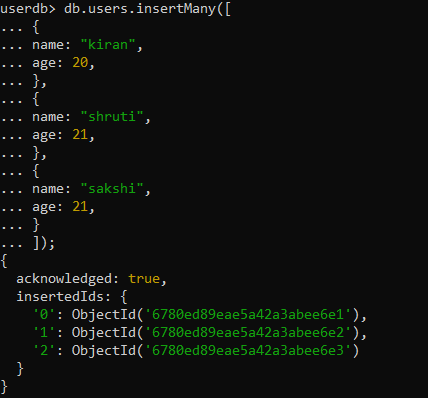 userdb> db.users.insertMany([
... {
... name: "kiran",
... age: 20,
... },
... {
... name: "shruti",
... age: 21,
... },
... {
... name: "sakshi",
... age: 21,
... }
... ]);
{
  acknowledged: true,
  insertedIds: {
    '0': ObjectId('6780ed89eae5a42a3abee6e1'),
    '1': ObjectId('6780ed89eae5a42a3abee6e2'),
    '2': ObjectId('6780ed89eae5a42a3abee6e3')
  }
}